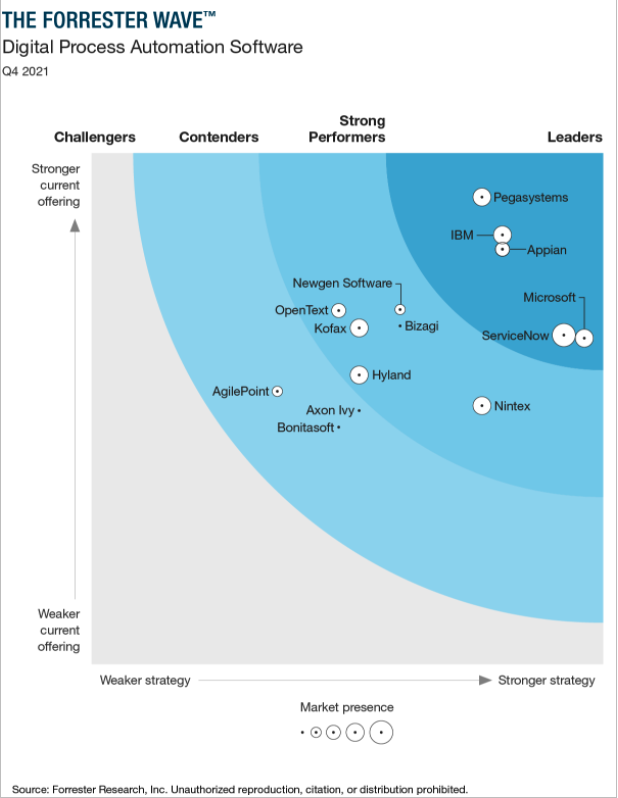 THE FORRESTER WAVE™
Digital Process Automation Software
Q4 2021
Challengers
Contenders
Strong
Performers
Leaders
Stronger
current
offering
Pegasystems
IBM
Appian
Newgen Software
Microsoft
OpenText
Kofax
Bizagi
ServiceNow
Hyland
AgilePoint
Axon Ivy
Nintex
Bonitasoft
Weaker
current
offering
Weaker strategy
Stronger strategy
Market presence
Source: Forrester Research, Inc. Unauthorized reproduction, citation, or distribution prohibited.